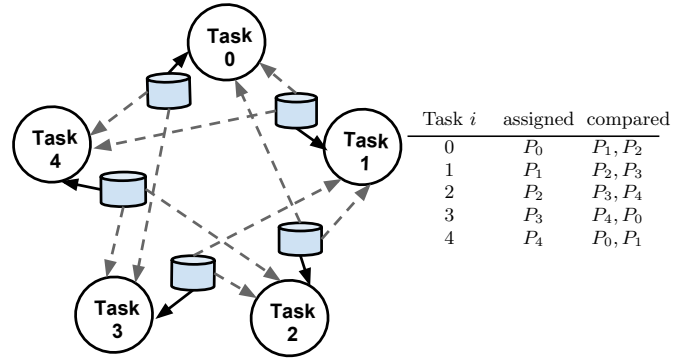 Task
0
Task
4
Task
1
Task
3
Task
2
Task i assigned compared
0 P₀ P₁, P₂
1 P₁ P₂, P₃
2 P₂ P₃, P₄
3 P₃ P₄, P₀
4 P₄ P₀, P₁